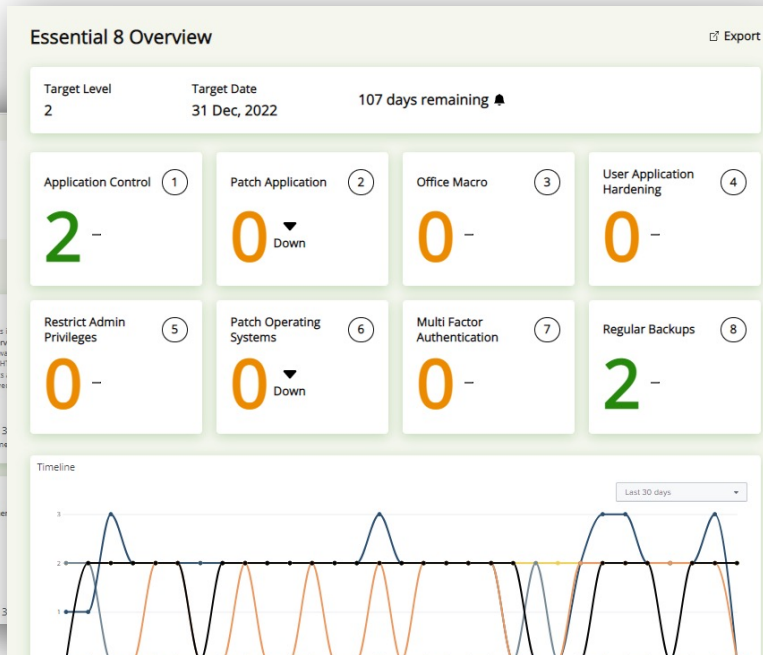 Essential 8 Overview
Export
Target Level
2
Target Date
31 Dec, 2022
107 days remaining
Application Control 1
2 –
Patch Application 2
0 Down
Office Macro 3
0 –
User Application
Hardening 4
0 –
Restrict Admin
Privileges 5
0 –
Patch Operating
Systems 6
0 Down
Multi Factor
Authentication 7
0 –
Regular Backups 8
2 –
Timeline
Last 30 days
3
2
1